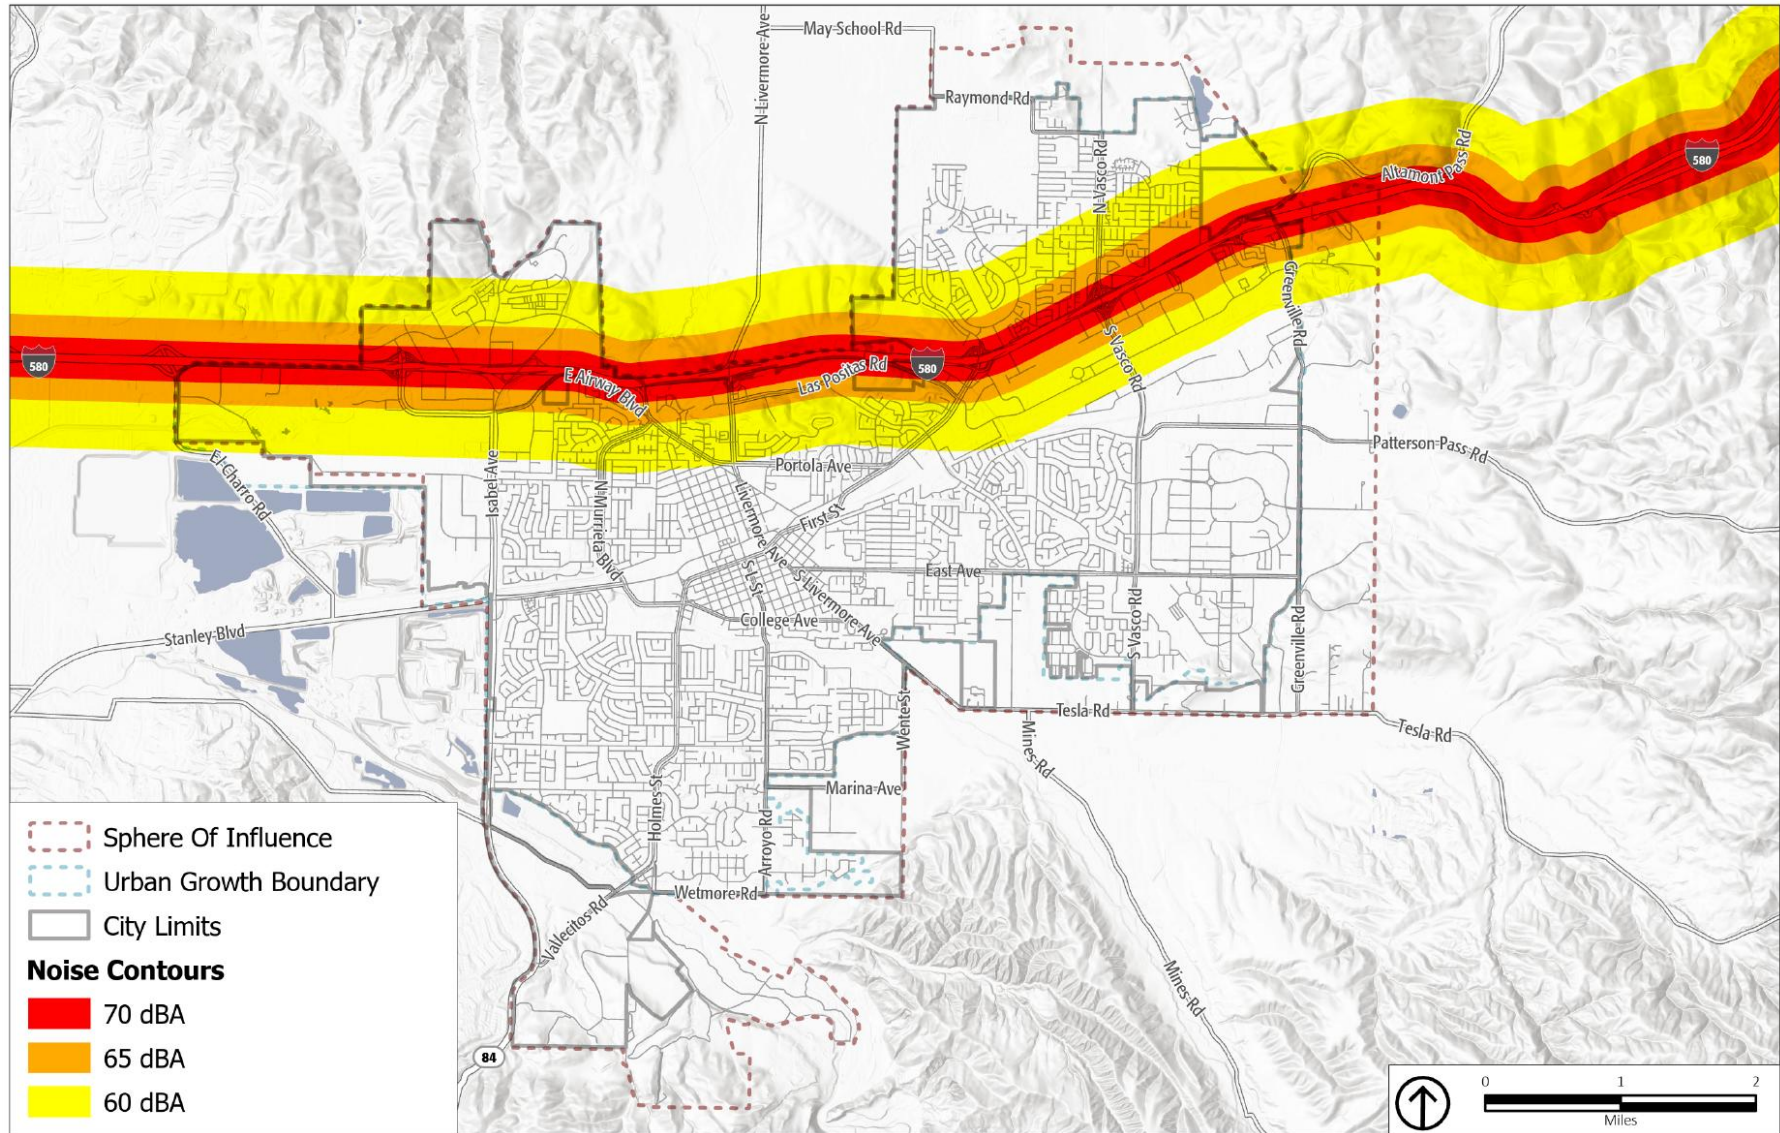 May School Rd
N Livermore Ave
Raymond Rd
N Vasco Rd
Altamont Pass Rd
580
Greenville Rd
580
E Airway Blvd
Las Positas Rd
580
S Vasco Rd
El Charro Rd
Isabel Ave
N Murrieta Blvd
Portola Ave
Patterson Pass Rd
Livermore Ave
First St
S L St
S Livermore Ave
East Ave
Stanley Blvd
College Ave
S Vasco Rd
Greenville Rd
Wente St
Tesla Rd
Tesla Rd
Mines Rd
Holmes St
Marina Ave
Arroyo Rd
Wetmore Rd
Vallecitos Rd
Mines Rd
84
Sphere Of Influence
Urban Growth Boundary
City Limits
Noise Contours
70 dBA
65 dBA
60 dBA
0 1 2
Miles